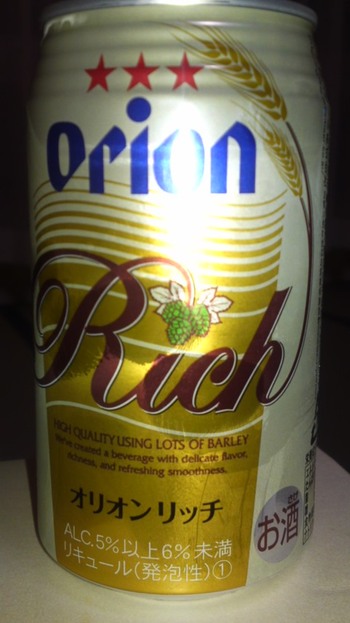 Orion
Rich
HIGH QUALITY USING LOTS OF BARLEY
We've created a beverage with delicate flavor,
richness, and refreshing smoothness.
オリオンリッチ
お酒
ALC.5%以上6%未満
リキュール(発泡性)①